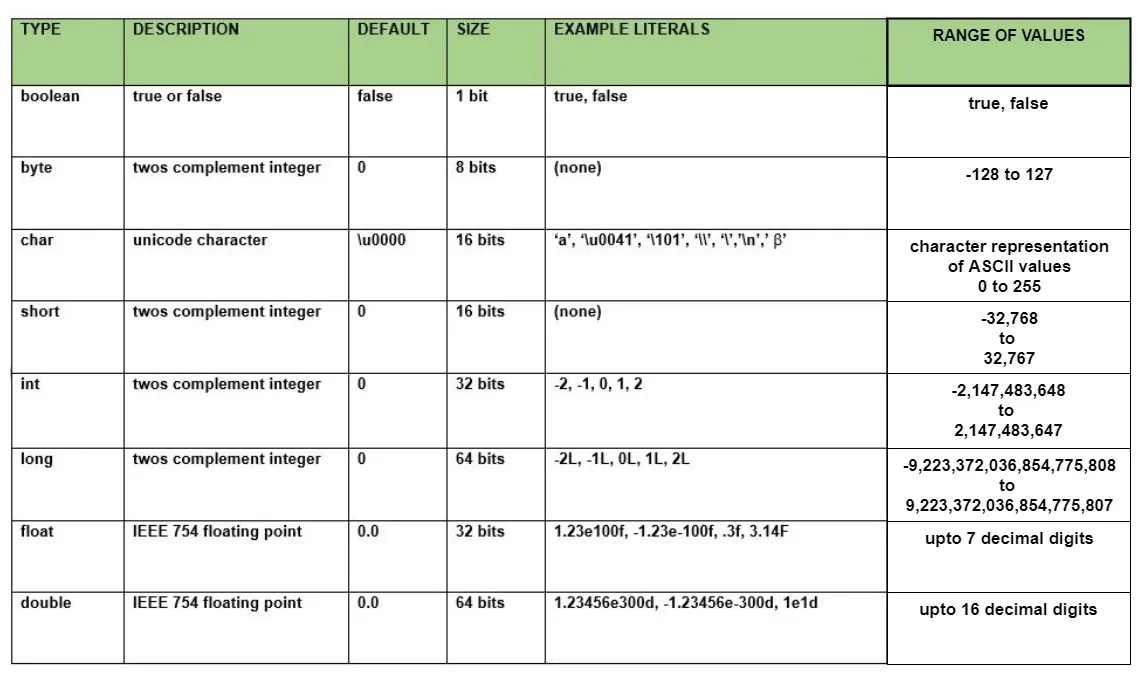 TYPE DESCRIPTION DEFAULT SIZE EXAMPLE LITERALS RANGE OF VALUES
boolean true or false false 1 bit true, false true, false
byte twos complement integer 0 8 bits (none) -128 to 127
char unicode character \u0000 16 bits ‘a’, ‘\u0041’, ‘\101’, ‘\\’, ‘\’,’\n’,’ β’ character representation
of ASCII values
0 to 255
short twos complement integer 0 16 bits (none) -32,768
to
32,767
int twos complement integer 0 32 bits -2, -1, 0, 1, 2 -2,147,483,648
to
2,147,483,647
long twos complement integer 0 64 bits -2L, -1L, 0L, 1L, 2L -9,223,372,036,854,775,808
to
9,223,372,036,854,775,807
float IEEE 754 floating point 0.0 32 bits 1.23e100f, -1.23e-100f, .3f, 3.14F upto 7 decimal digits
double IEEE 754 floating point 0.0 64 bits 1.23456e300d, -1.23456e-300d, 1e1d upto 16 decimal digits